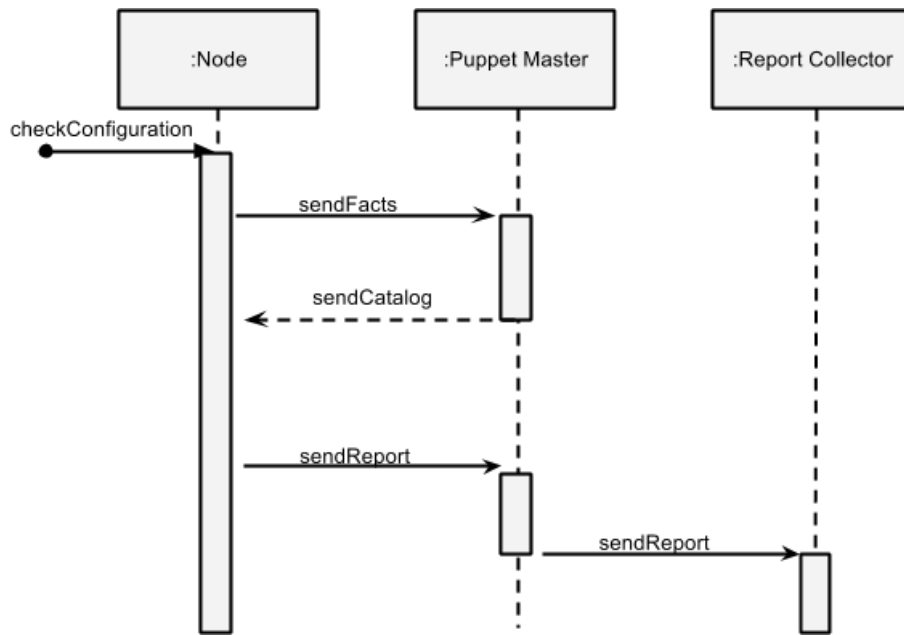 :Node
:Puppet Master
:Report Collector
checkConfiguration
sendFacts
sendCatalog
sendReport
sendReport